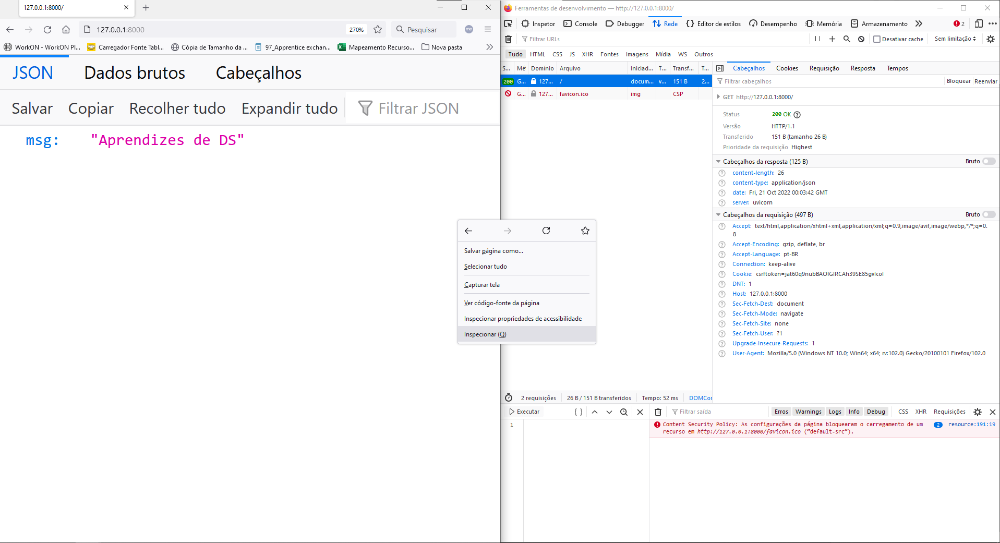 127.0.0.1:8000/
127.0.0.1:8000
270%
Pesquisar
WorkON - WorkON Pl...
Carregador Fonte Tabl...
Cópia de Tamanho da ...
97_Apprentice exchan...
Mapeamento Recurso...
Nova pasta
JSON Dados brutos Cabeçalhos
Salvar Copiar Recolher tudo Expandir tudo Filtrar JSON
msg: "Aprendizes de DS"
Salvar página como...
Selecionar tudo
Capturar tela
Ver código-fonte da página
Inspecionar propriedades de acessibilidade
Inspecionar (Q)
Ferramentas de desenvolvimento — http://127.0.0.1:8000/
Inspetor Console Debugger Rede Editor de estilos Desempenho Memória Armazenamento 2
Filtrar URLs
Desativar cache Sem limitação
Tudo HTML CSS JS XHR Fontes Imagens Mídia WS Outros
S... Mé Domínio Arquivo Iniciad... T... Transf... T...
200 G... 127... / docum... v... 151 B 2...
G... 127... favicon.ico img CSP
Cabeçalhos Cookies Requisição Resposta Tempos
Filtrar cabeçalhos Bloquear Reenviar
GET http://127.0.0.1:8000/
Status 200 OK
Versão HTTP/1.1
Transferido 151 B (tamanho 26 B)
Prioridade da requisição Highest
Cabeçalhos da resposta (125 B) Bruto
content-length: 26
content-type: application/json
date: Fri, 21 Oct 2022 00:03:42 GMT
server: uvicorn
Cabeçalhos da requisição (497 B) Bruto
Accept: text/html,application/xhtml+xml,application/xml;q=0.9,image/avif,image/webp,*/*;q=0.
8
Accept-Encoding: gzip, deflate, br
Accept-Language: pt-BR
Connection: keep-alive
Cookie: csrftoken=jat60q9nubBAOIGIRCAh39SE85gvIcoI
DNT: 1
Host: 127.0.0.1:8000
Sec-Fetch-Dest: document
Sec-Fetch-Mode: navigate
Sec-Fetch-Site: none
Sec-Fetch-User: ?1
Upgrade-Insecure-Requests: 1
User-Agent: Mozilla/5.0 (Windows NT 10.0; Win64; x64; rv:102.0) Gecko/20100101 Firefox/102.0
2 requisições 26 B / 151 B transferidos Tempo: 52 ms DOMCor
Executar
1
Filtrar saída Erros Warnings Logs Info Debug CSS XHR Requisições
Content Security Policy: As configurações da página bloquearam o carregamento de um 2 resource:191:19
recurso em http://127.0.0.1:8000/favicon.ico (“default-src”).